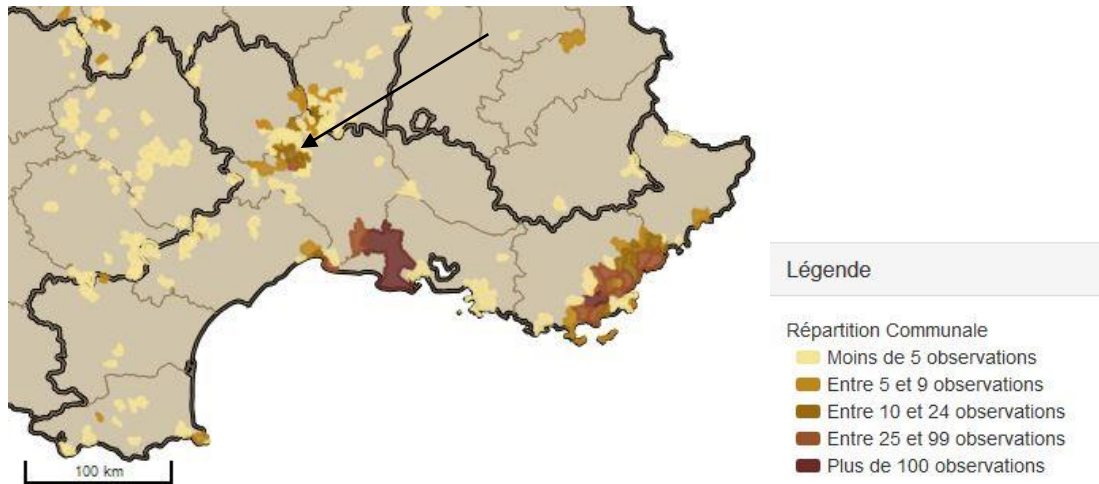 100 km
Légende
Répartition Communale
Moins de 5 observations
Entre 5 et 9 observations
Entre 10 et 24 observations
Entre 25 et 99 observations
Plus de 100 observations